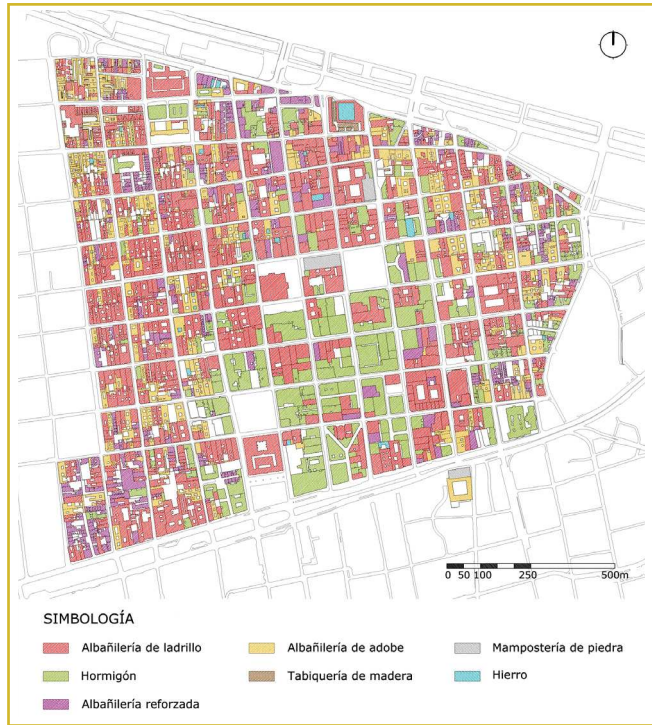 0 50 100 250 500m
SIMBOLOGÍA
Albañilería de ladrillo
Albañilería de adobe
Mampostería de piedra
Hormigón
Tabiquería de madera
Hierro
Albañilería reforzada